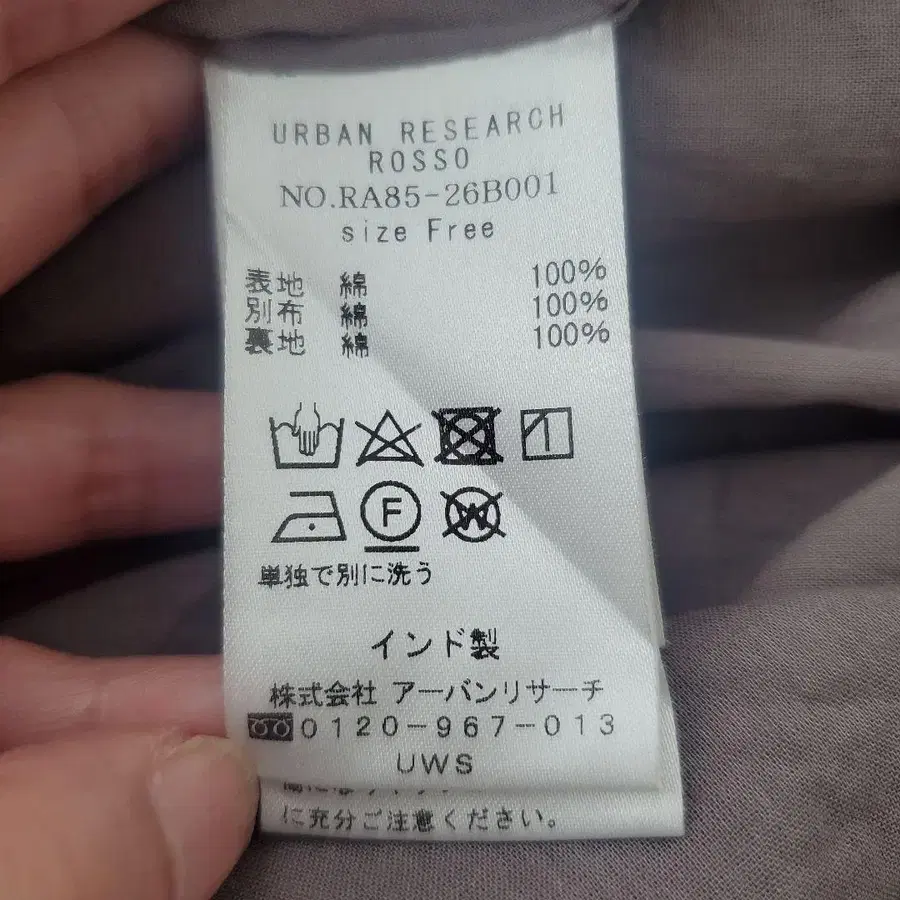 URBAN RESEARCH
ROSSO
NO.RA85-26B001
size Free
表地 綿 100%
別布 綿 100%
裏地 綿 100%
F
W
単独で別に洗う
インド製
株式会社 アーバンリサーチ
0120-967-013
UWS
に充分ご注意ください。